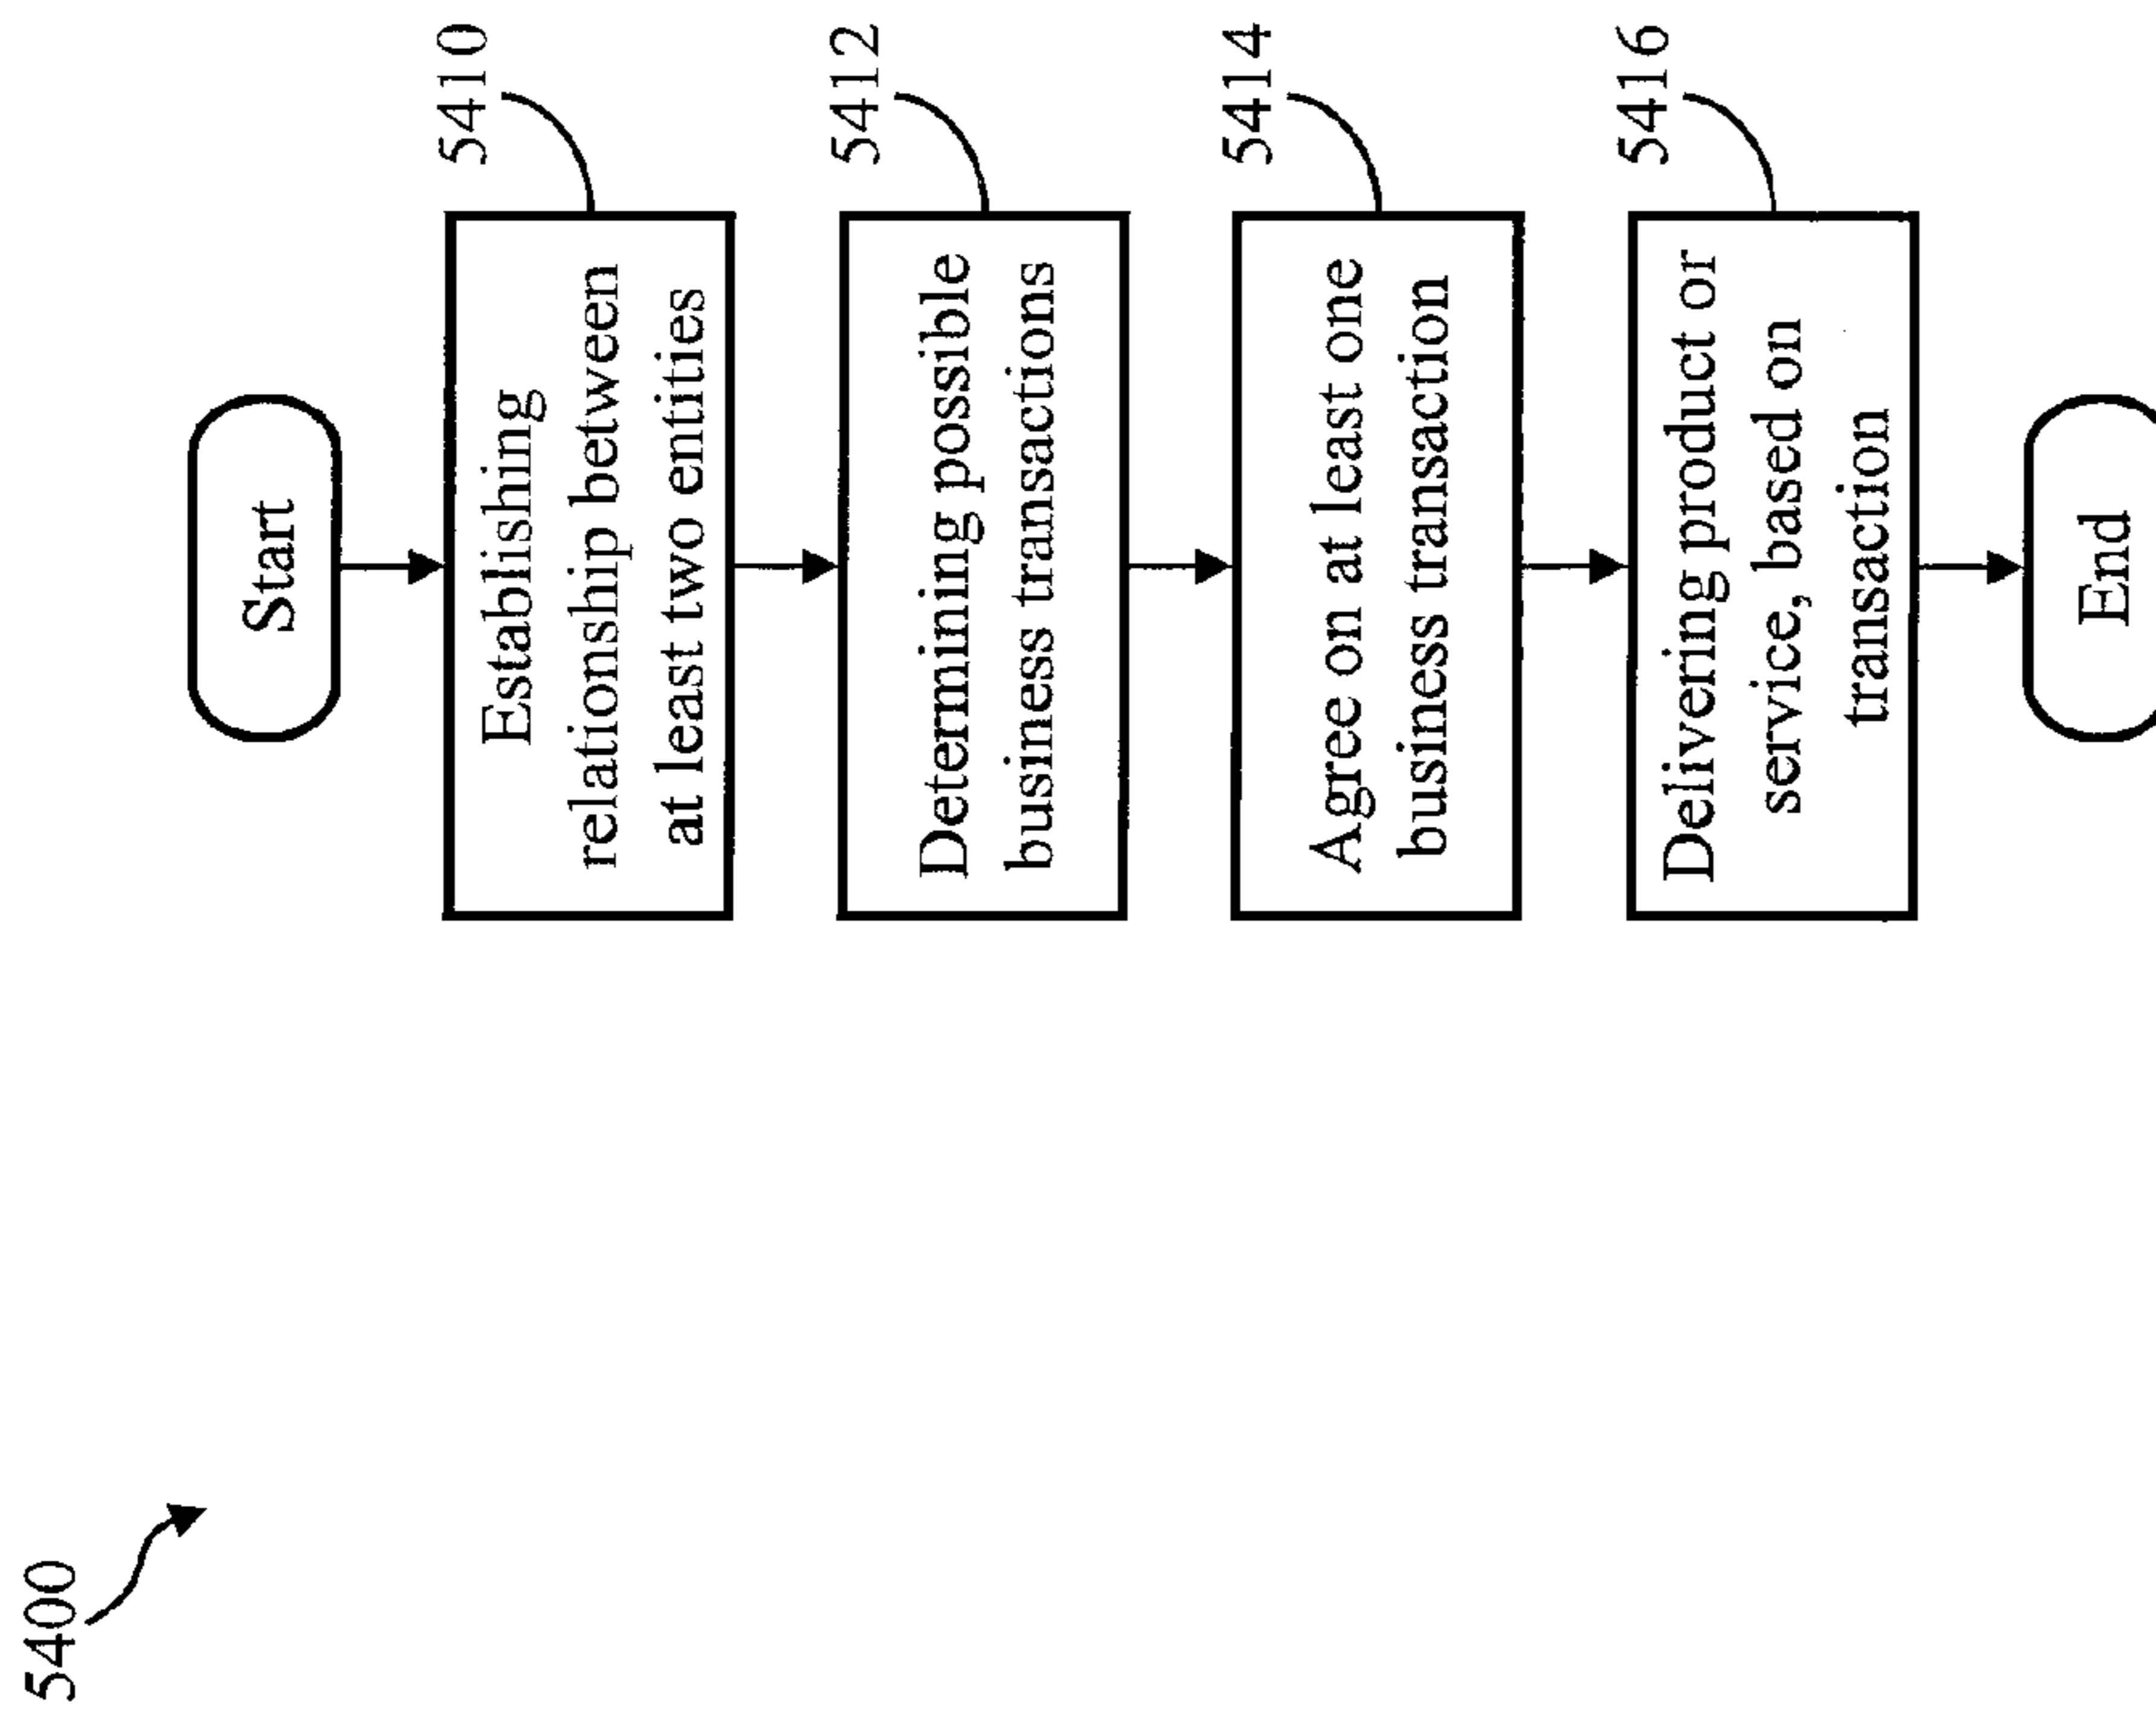 5400
Start
Establishing
relationship between
at least two entities
5410
Determining possible
business transactions
5412
Agree on at least one
business transaction
5414
Delivering product or
service, based on
transaction
5416
End